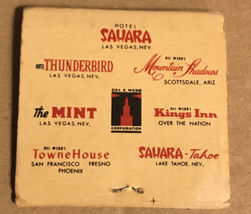 HOTEL
SAHARA
LAS VEGAS, NEV.
HOTEL THUNDERBIRD
LAS VEGAS, NEV.
DEL WEBB'S
Mountain Shadows
SCOTTSDALE, ARIZ.
the MINT
LAS VEGAS, NEV.
DEL E. WEBB
CORPORATION
DEL WEBB'S
Kings Inn
OVER THE NATION
DEL WEBB'S
TowneHouse
SAN FRANCISCO FRESNO
PHOENIX
SAHARA-Tahoe
LAKE TAHOE, NEV.